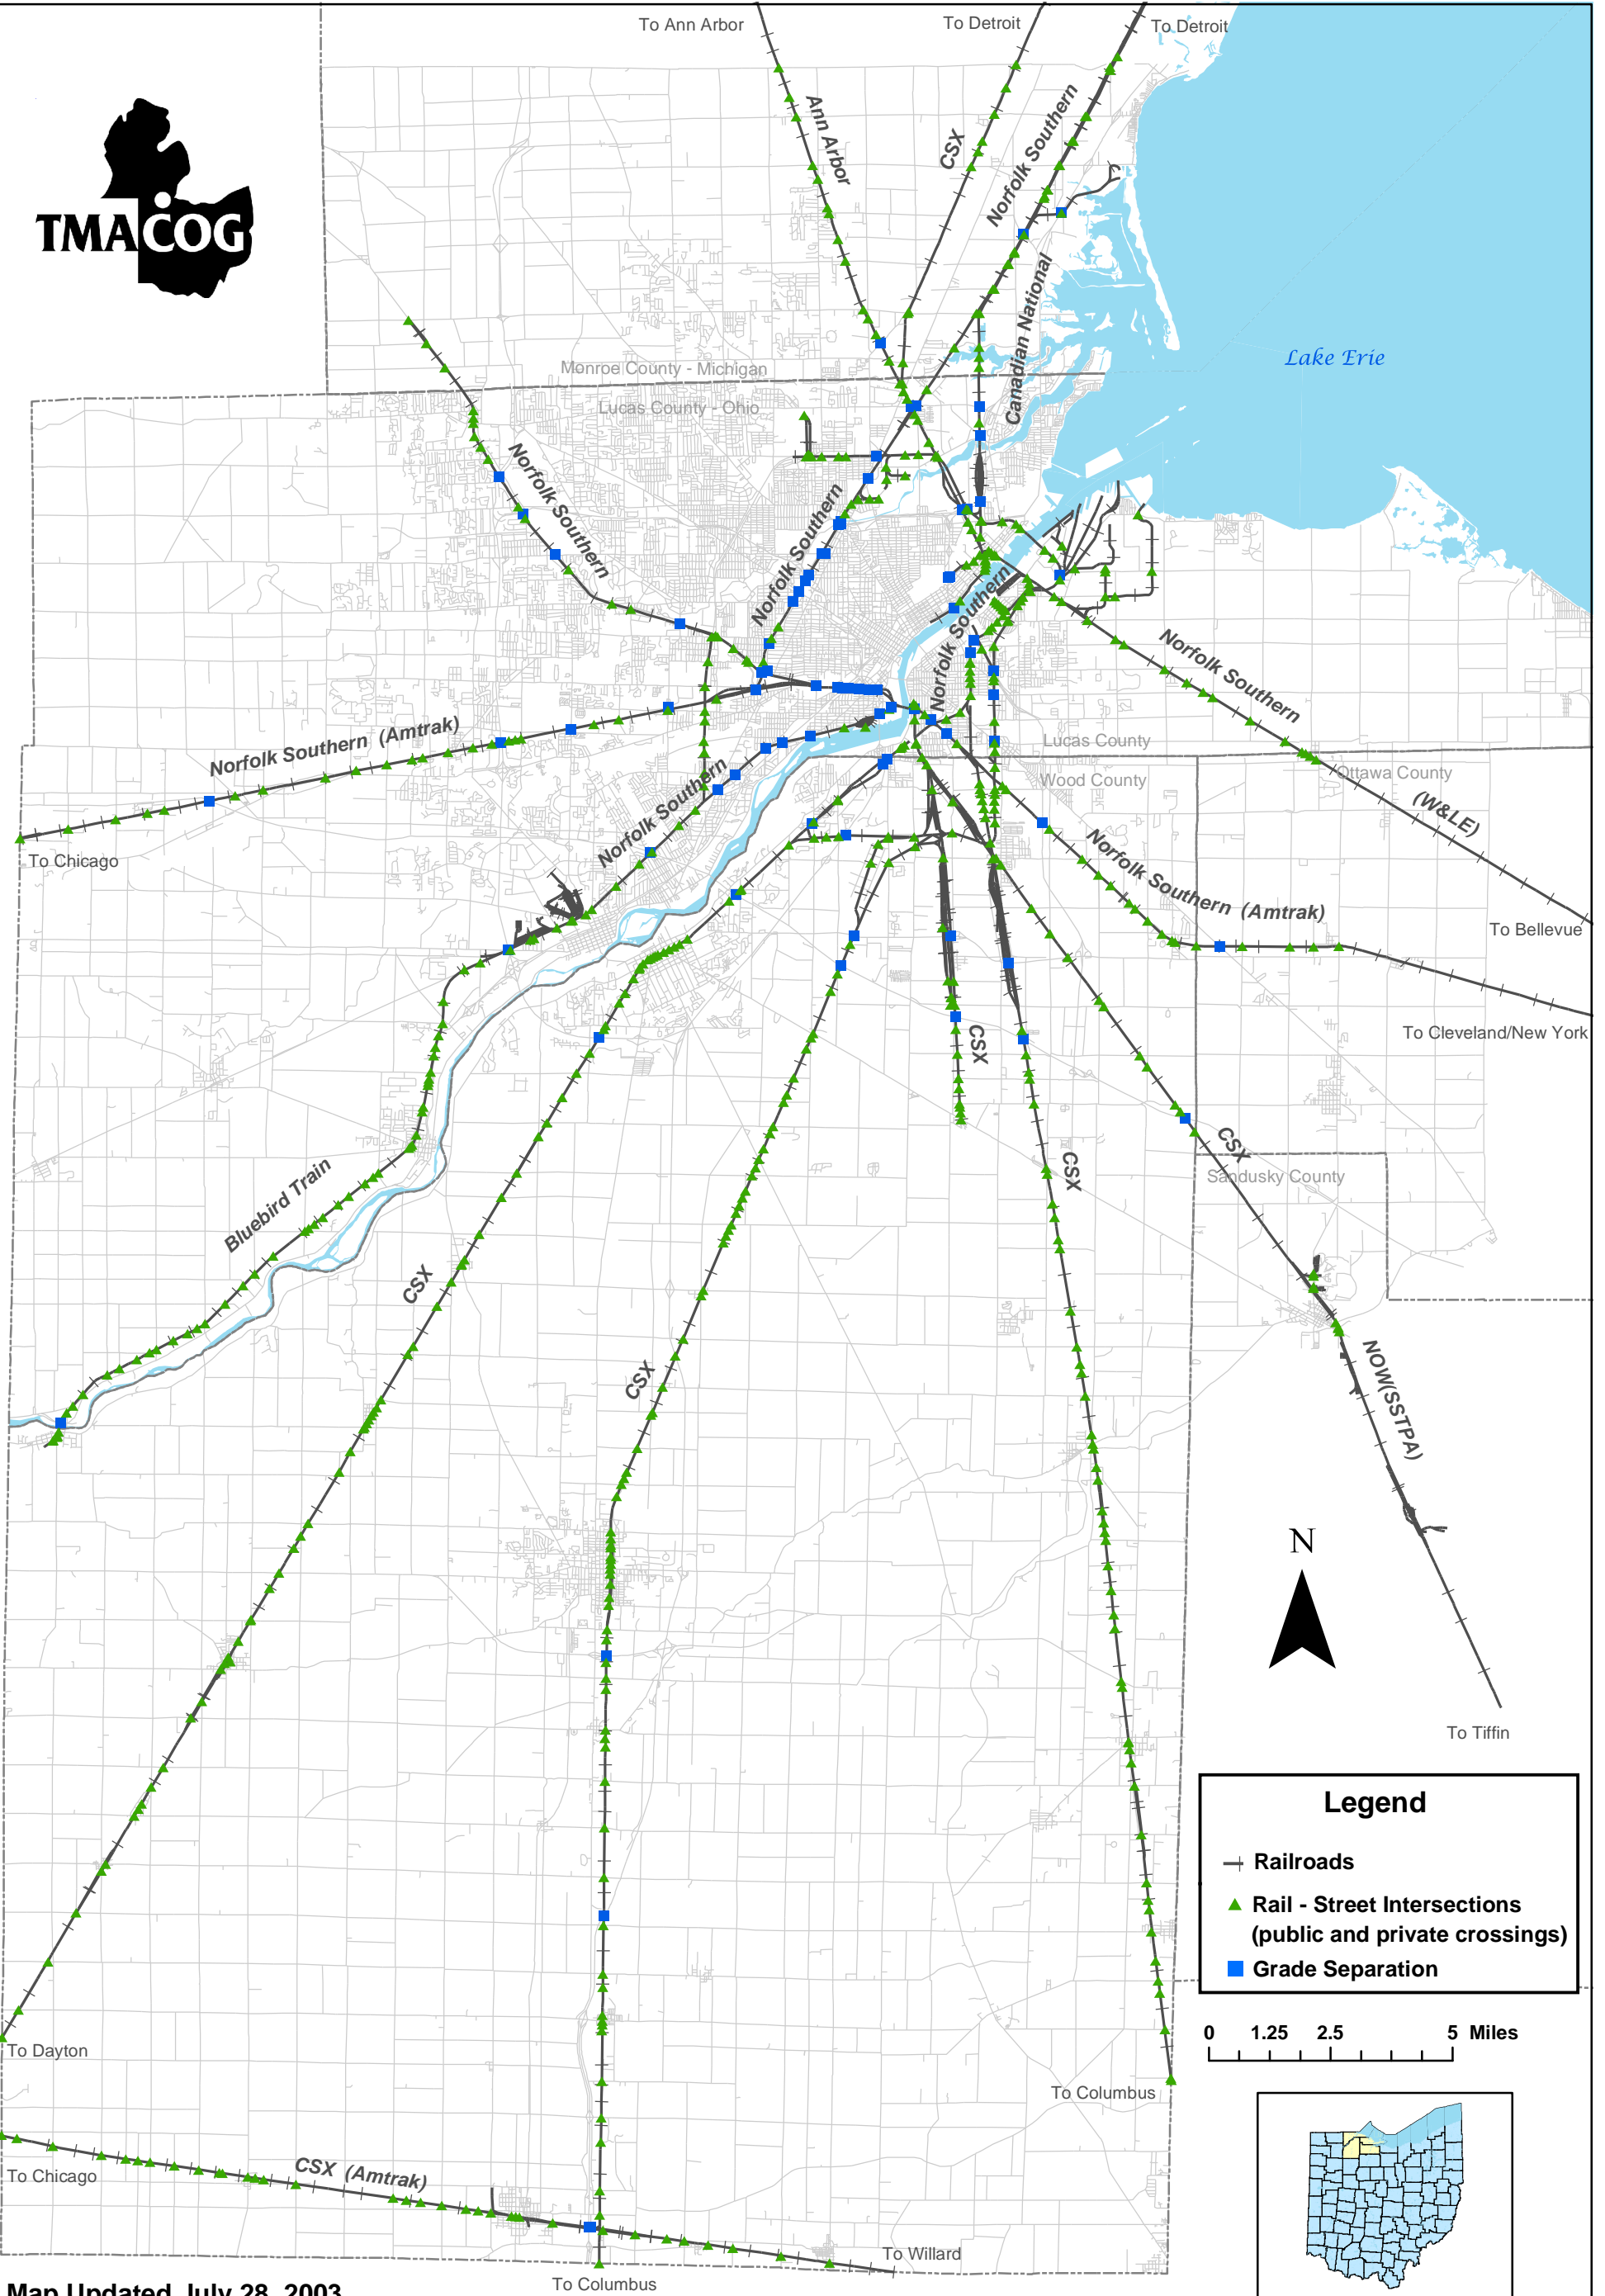 To Ann Arbor
To Detroit
To Detroit
TMACOG
Ann Arbor
CSX
Norfolk Southern
Canadian National
Lake Erie
Monroe County - Michigan
Lucas County - Ohio
Norfolk Southern
Norfolk Southern
Norfolk Southern
Norfolk Southern
Norfolk Southern (Amtrak)
Lucas County
Wood County
Ottawa County
(W&LE)
Norfolk Southern
To Chicago
Norfolk Southern (Amtrak)
To Bellevue
To Cleveland/New York
CSX
CSX
CSX
Sandusky County
Bluebird Train
CSX
CSX
NOW(SSTPA)
N
To Tiffin
Legend
Railroads
Rail - Street Intersections
(public and private crossings)
Grade Separation
0 1.25 2.5 5 Miles
To Dayton
To Columbus
To Chicago
CSX (Amtrak)
To Willard
To Columbus
Map Updated July 28, 2003